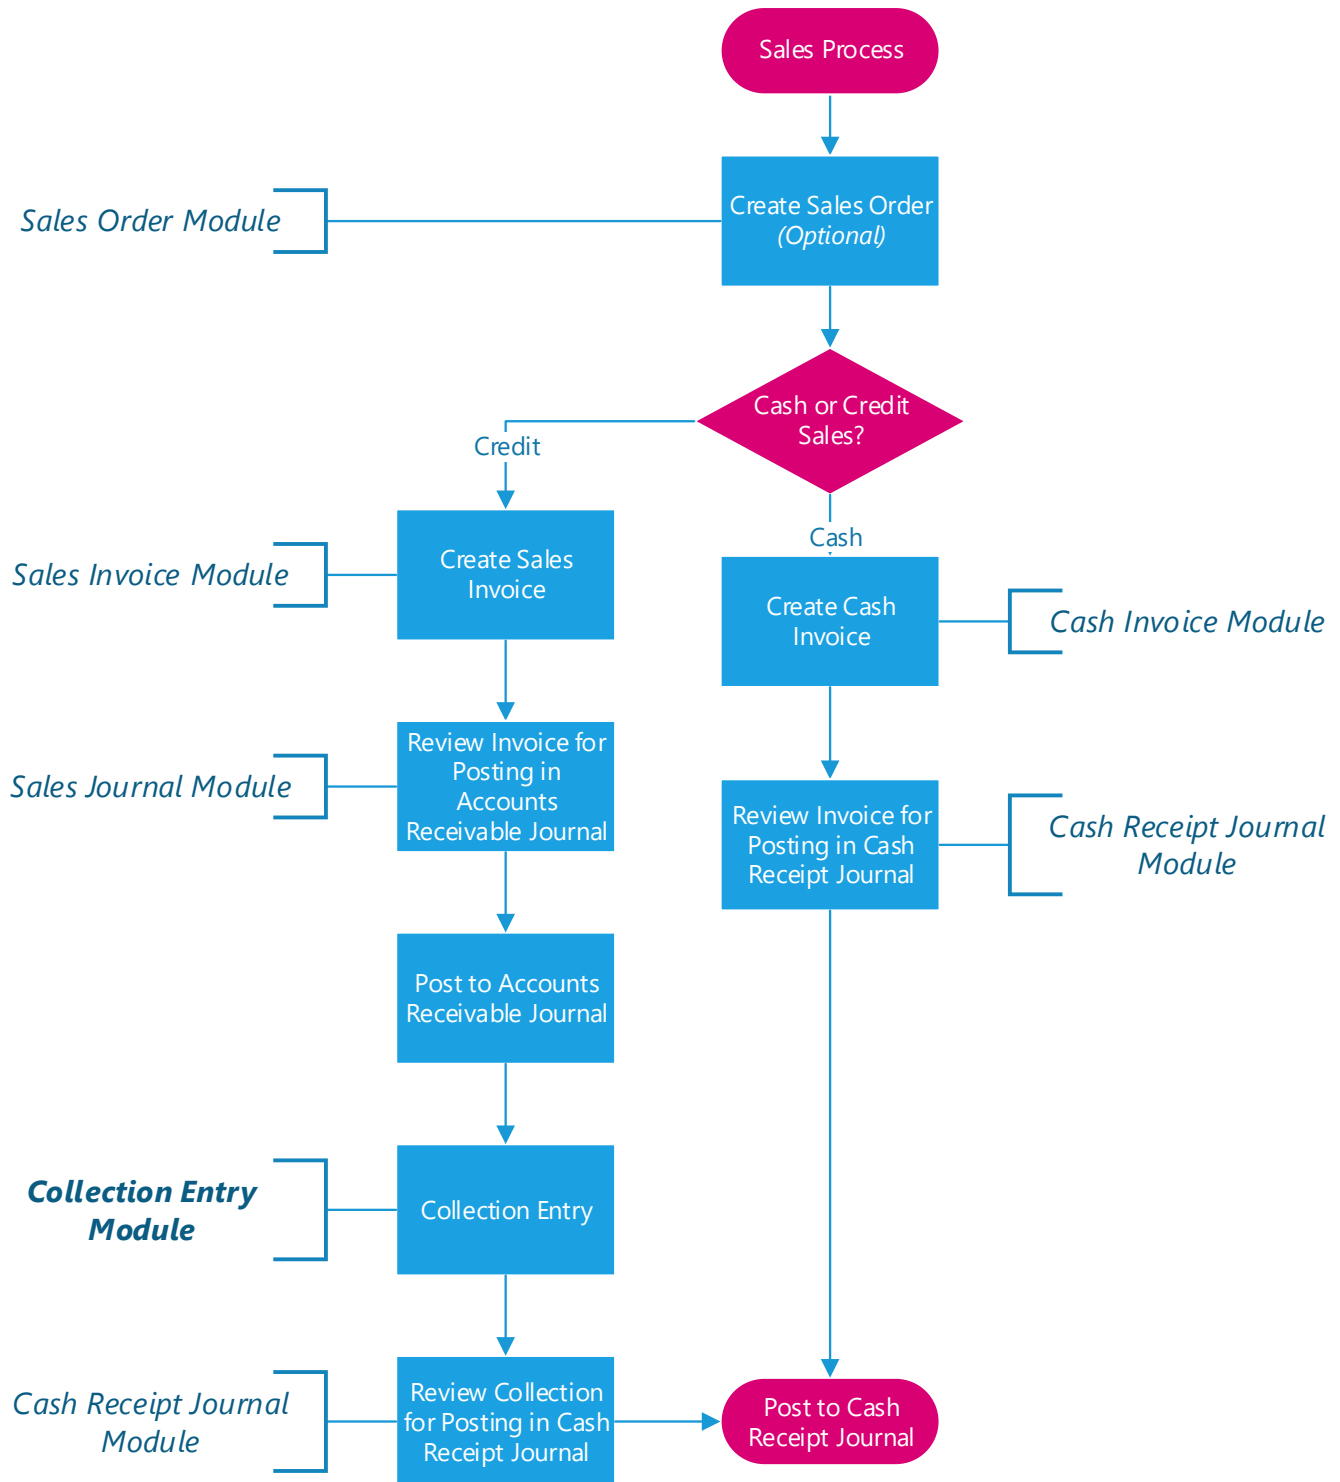 Sales Process
Create Sales Order
(Optional)
Sales Order Module
Cash or Credit
Sales?
Credit
Cash
Create Sales
Invoice
Sales Invoice Module
Create Cash
Invoice
Cash Invoice Module
Review Invoice for
Posting in
Accounts
Receivable Journal
Sales Journal Module
Review Invoice for
Posting in Cash
Receipt Journal
Cash Receipt Journal
Module
Post to Accounts
Receivable Journal
Collection Entry
Module
Collection Entry
Cash Receipt Journal
Module
Review Collection
for Posting in Cash
Receipt Journal
Post to Cash
Receipt Journal